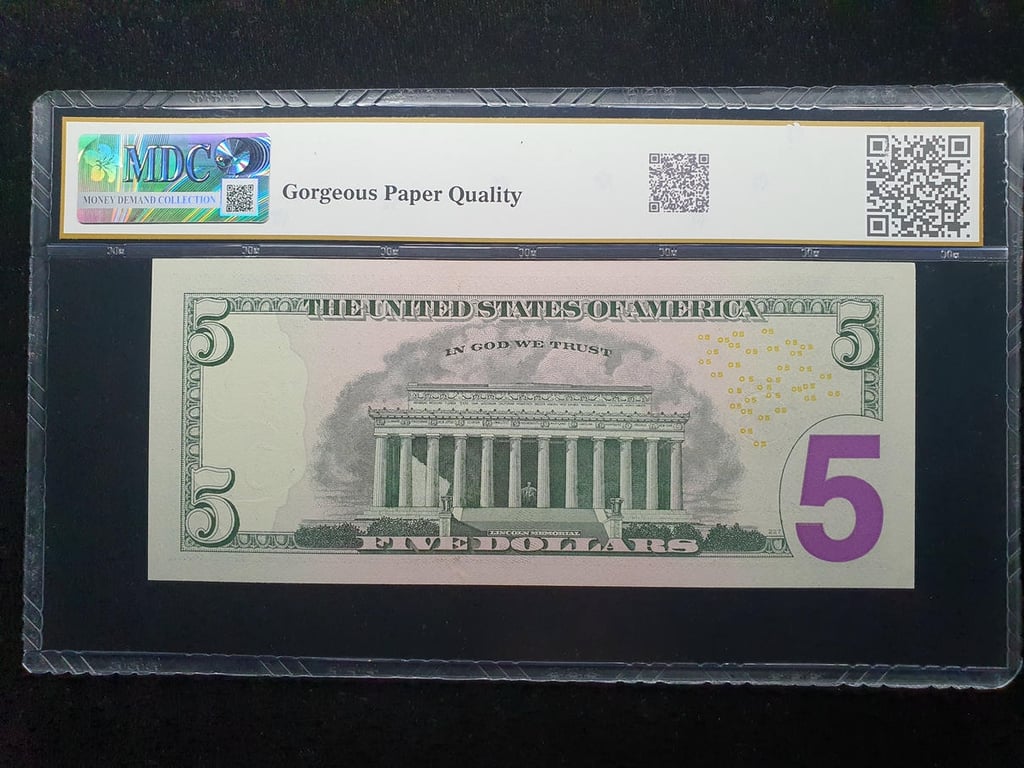 MDC
MONEY DEMAND COLLECTION
Gorgeous Paper Quality
5
THE UNITED STATES OF AMERICA
5
IN GOD WE TRUST
5
5
LINCOLN MEMORIAL
FIVE DOLLARS